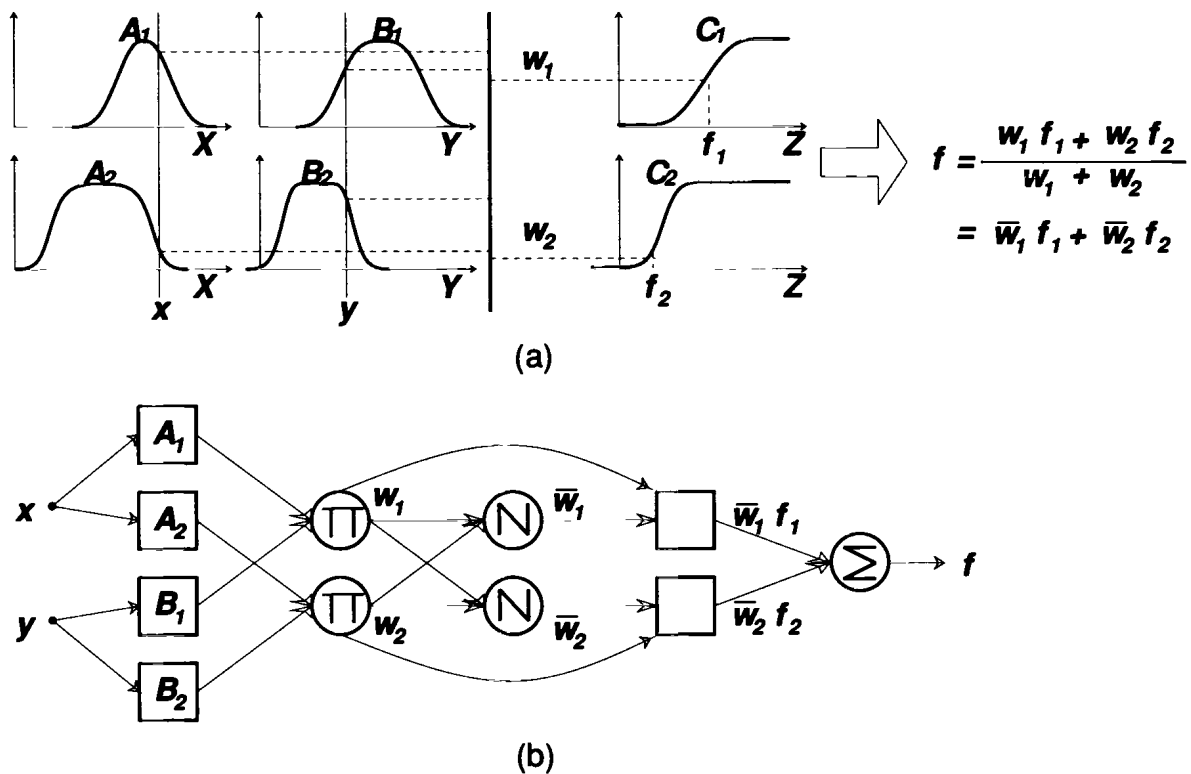 A₁ B₁ C₁
w₁
X Y f₁ Z
f = (w₁ f₁ + w₂ f₂) / (w₁ + w₂)
= w̅₁ f₁ + w̅₂ f₂
A₂ B₂ C₂
w₂
X Y f₂ Z
x y
(a)
A₁
x A₂
B₁
y B₂
Π w₁ N w̅₁ w̅₁ f₁
Σ f
Π w₂ N w̅₂ w̅₂ f₂
(b)